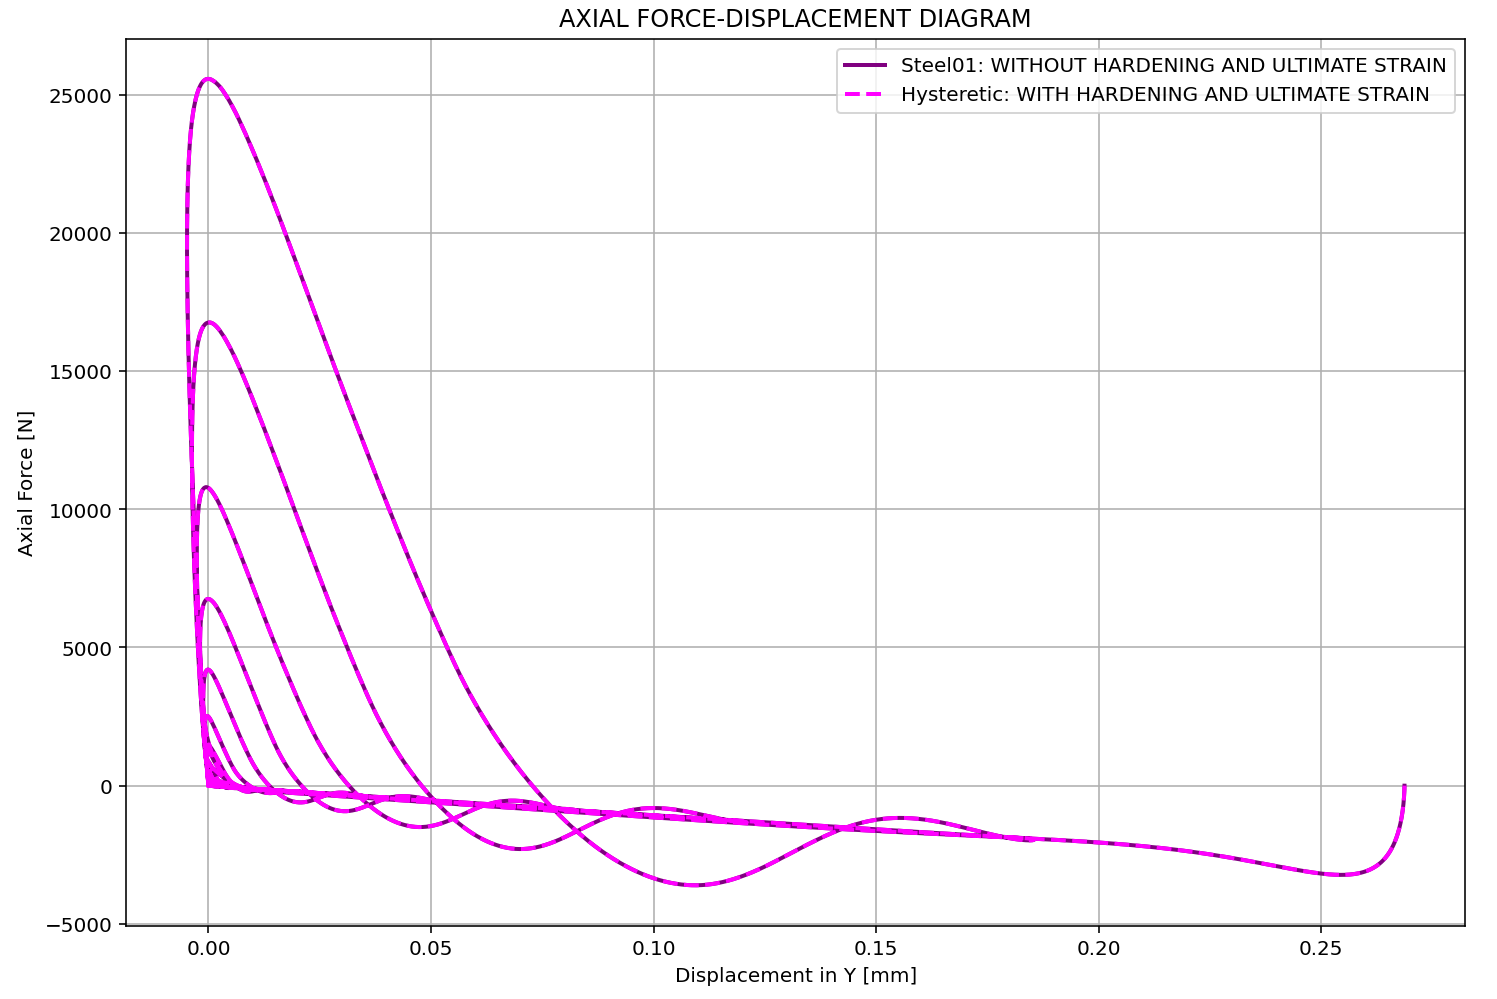 AXIAL FORCE-DISPLACEMENT DIAGRAM
Steel01: WITHOUT HARDENING AND ULTIMATE STRAIN
Hysteretic: WITH HARDENING AND ULTIMATE STRAIN
Axial Force [N]
25000
20000
15000
10000
5000
0
−5000
0.00 0.05 0.10 0.15 0.20 0.25
Displacement in Y [mm]